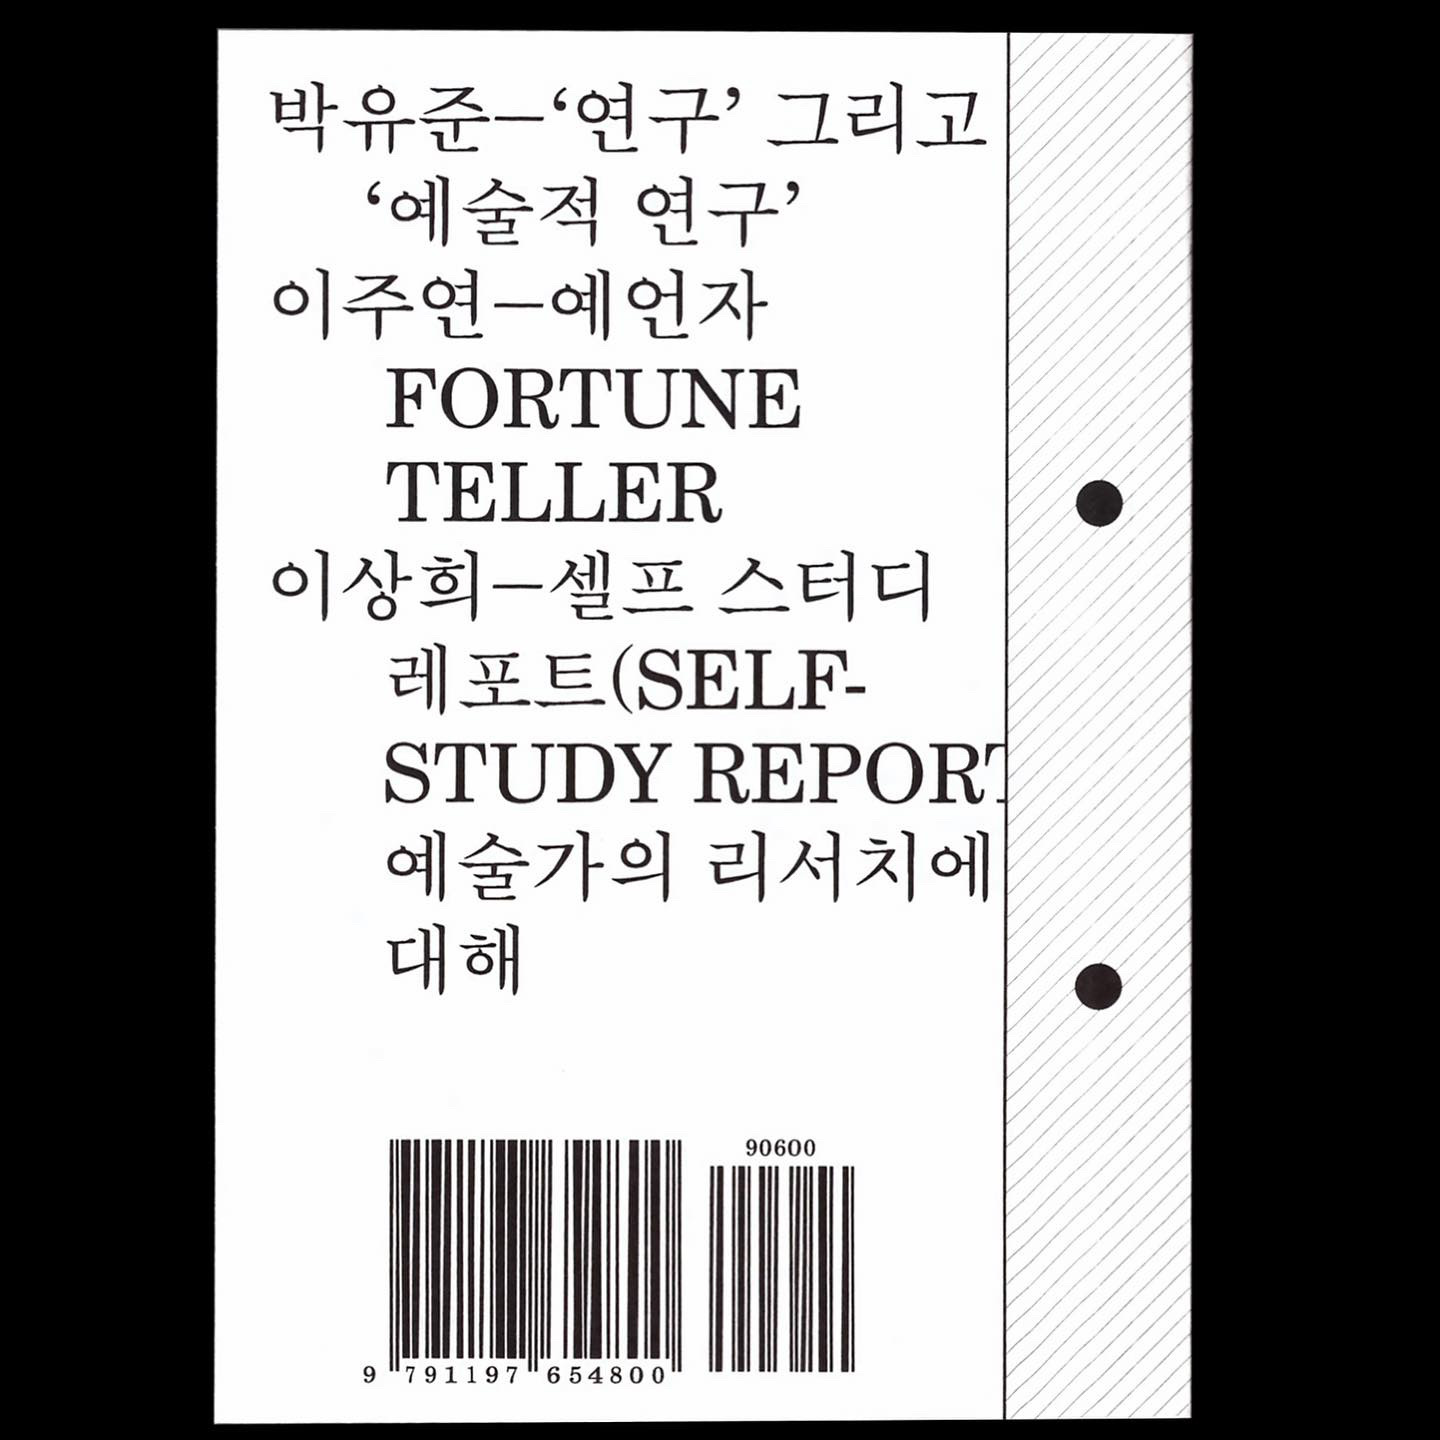 박유준—‘연구’ 그리고
‘예술적 연구’
이주연—예언자
FORTUNE
TELLER
이상희—셀프 스터디
레포트(SELF-
STUDY REPORT
예술가의 리서치에
대해
90600
9 791197 654800